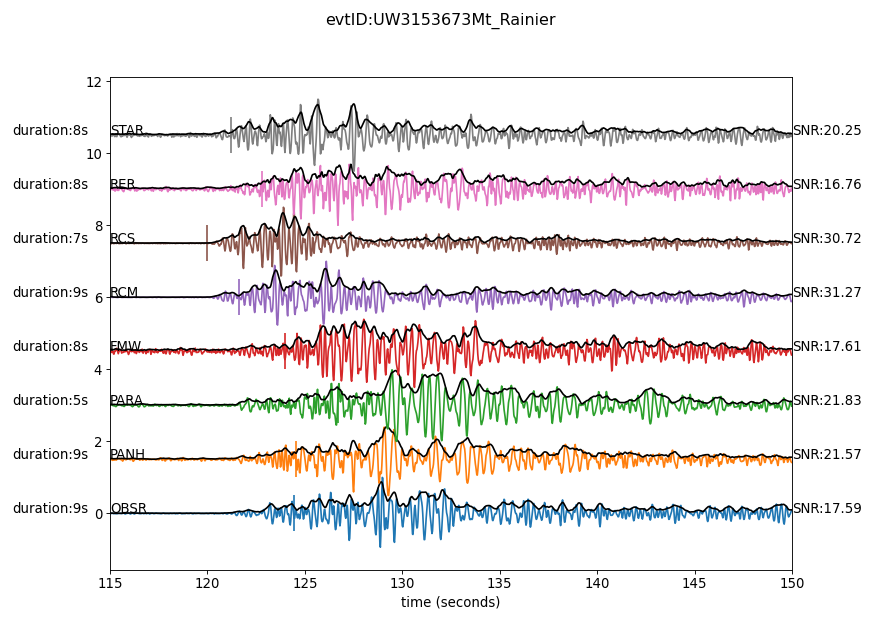 evtID:UW3153673Mt_Rainier
12
duration:8s STAR SNR:20.25
10
duration:8s RER SNR:16.76
8
duration:7s RCS SNR:30.72
duration:9s RCM SNR:31.27
6
duration:8s FMW SNR:17.61
4
duration:5s PARA SNR:21.83
2
duration:9s PANH SNR:21.57
duration:9s OBSR SNR:17.59
0
115 120 125 130 135 140 145 150
time (seconds)